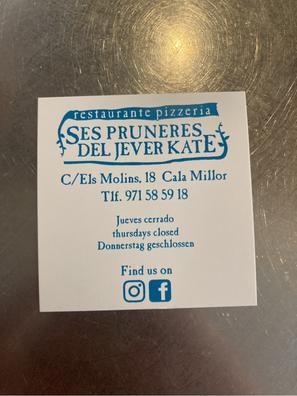 restaurante pizzeria
SES PRUNERES
DEL JEVER KATE
C/Els Molins, 18 Cala Millor
Tlf. 971 58 59 18
Jueves cerrado
thursdays closed
Donnerstag geschlossen
Find us on